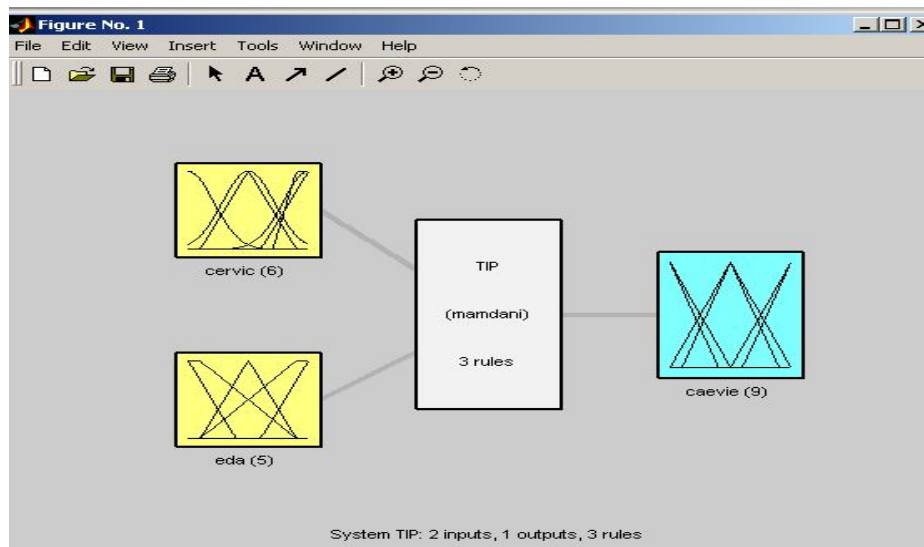 Figure No. 1
File Edit View Insert Tools Window Help
A
cervic (6)
TIP
(mamdani)
3 rules
caevie (9)
eda (5)
System TIP: 2 inputs, 1 outputs, 3 rules